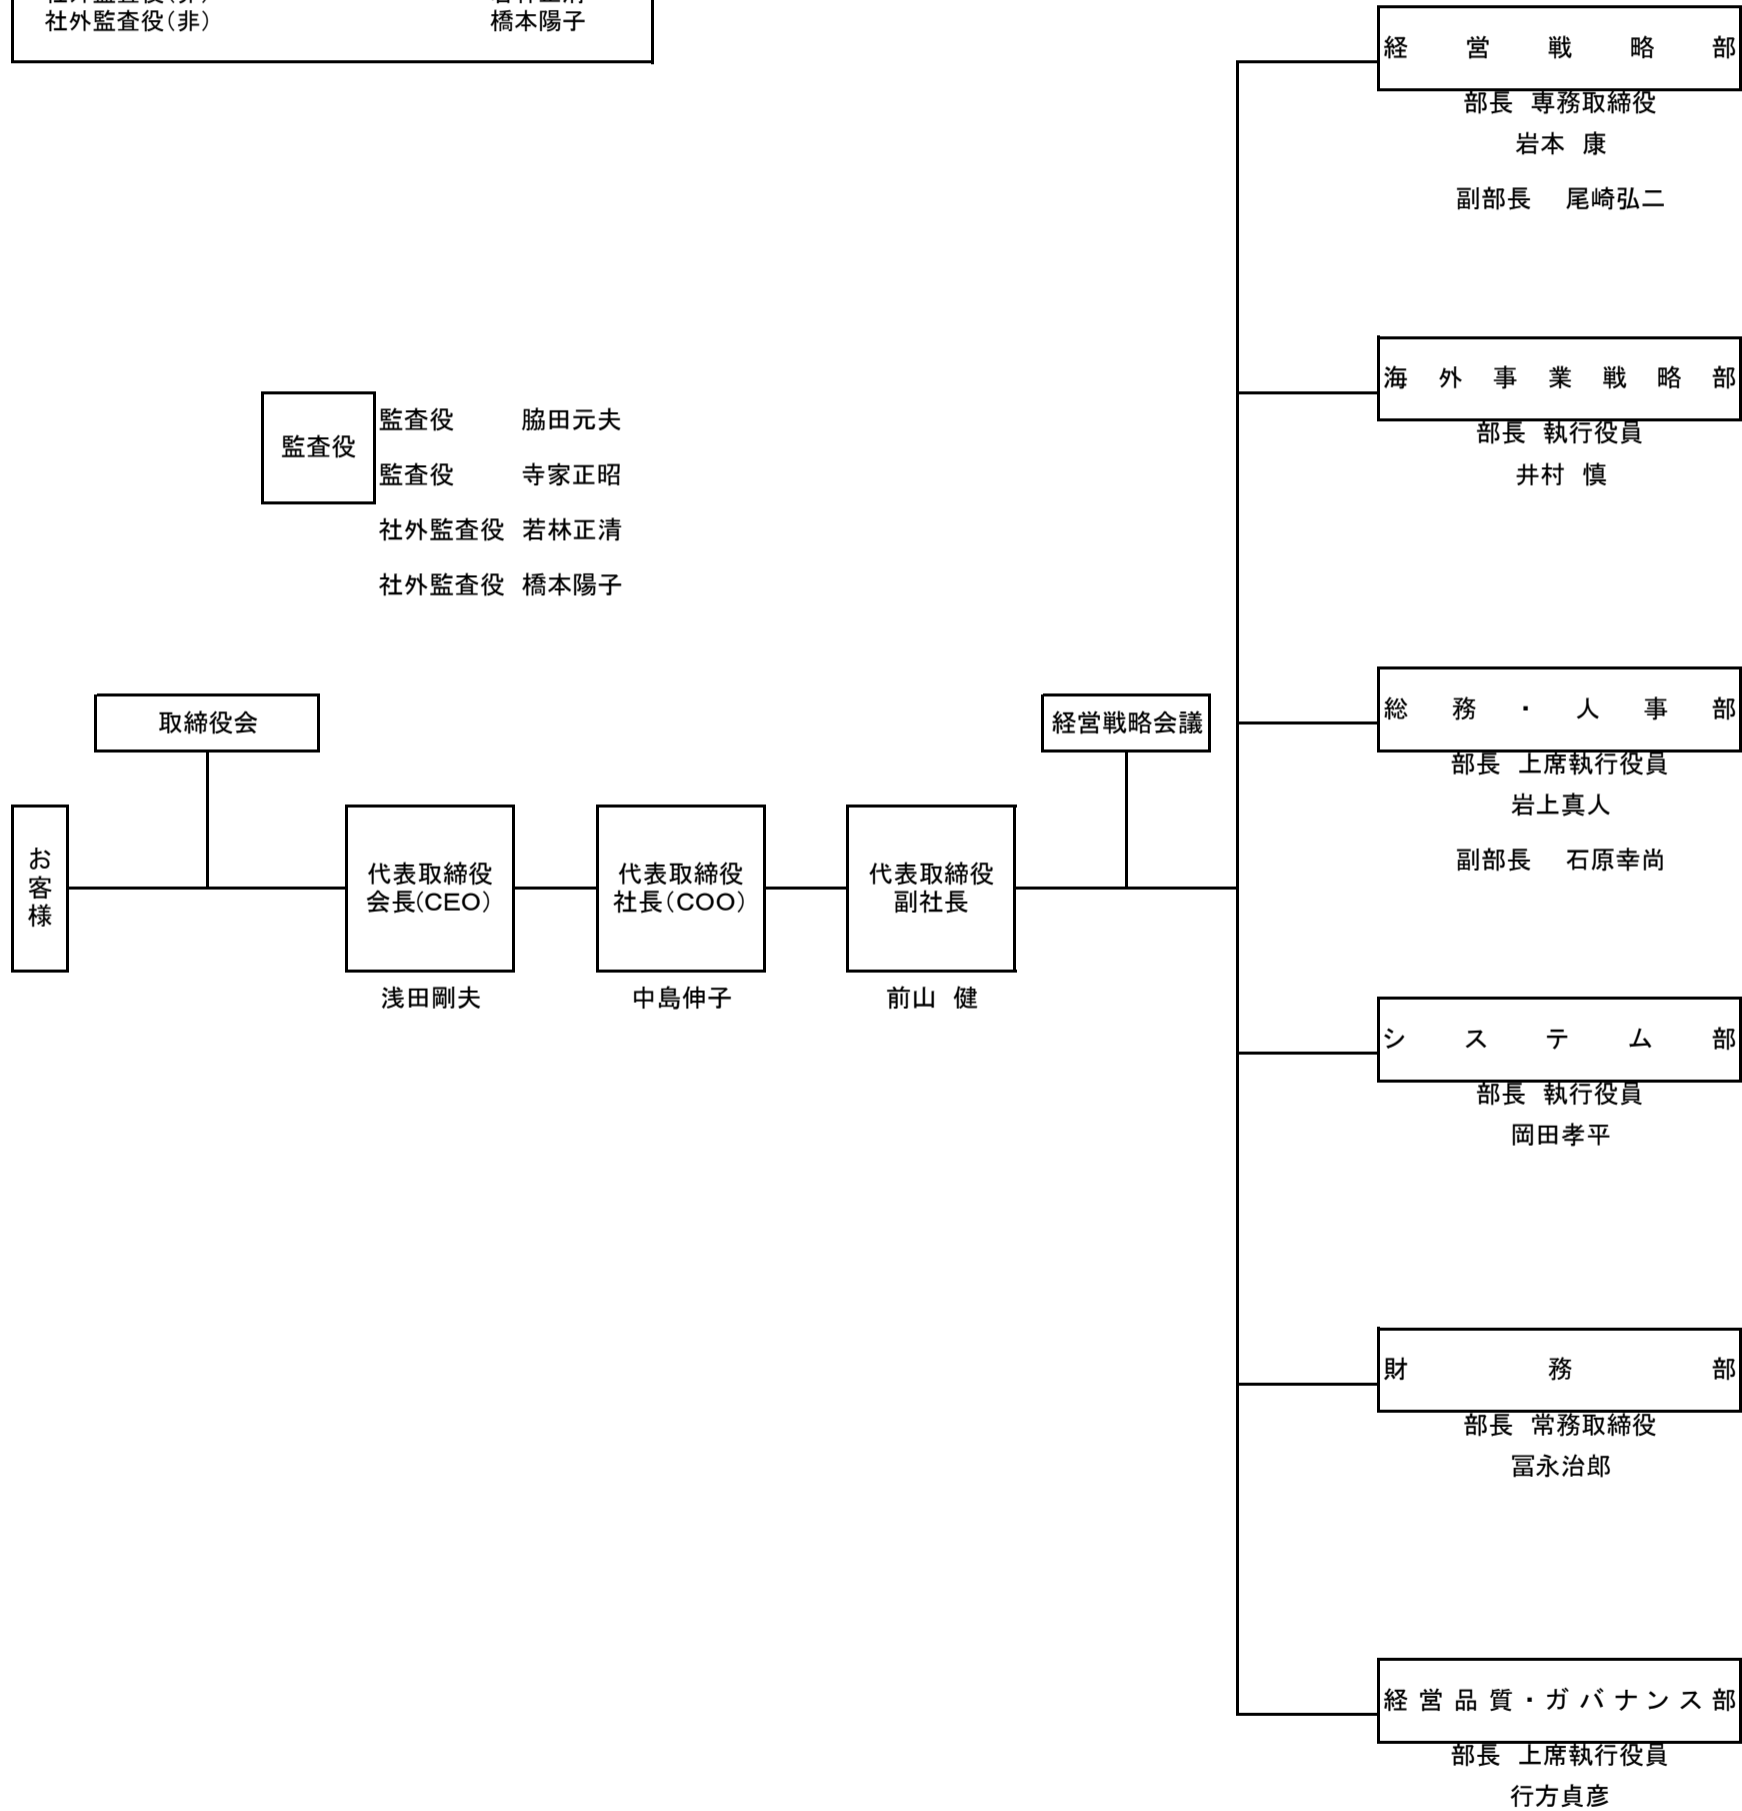 社外監査役（非） 若林正清
社外監査役（非） 橋本陽子
経営戦略部
部長 専務取締役
岩本 康
副部長 尾崎弘二
海外事業戦略部
部長 執行役員
井村 慎
監査役
監査役 脇田元夫
監査役 寺家正昭
社外監査役 若林正清
社外監査役 橋本陽子
取締役会
経営戦略会議
総務・人事部
部長 上席執行役員
岩上真人
副部長 石原幸尚
お客様
代表取締役
会長（CEO）
浅田剛夫
代表取締役
社長（COO）
中島伸子
代表取締役
副社長
前山 健
システム部
部長 執行役員
岡田孝平
財務部
部長 常務取締役
冨永治郎
経営品質・ガバナンス部
部長 上席執行役員
行方貞彦